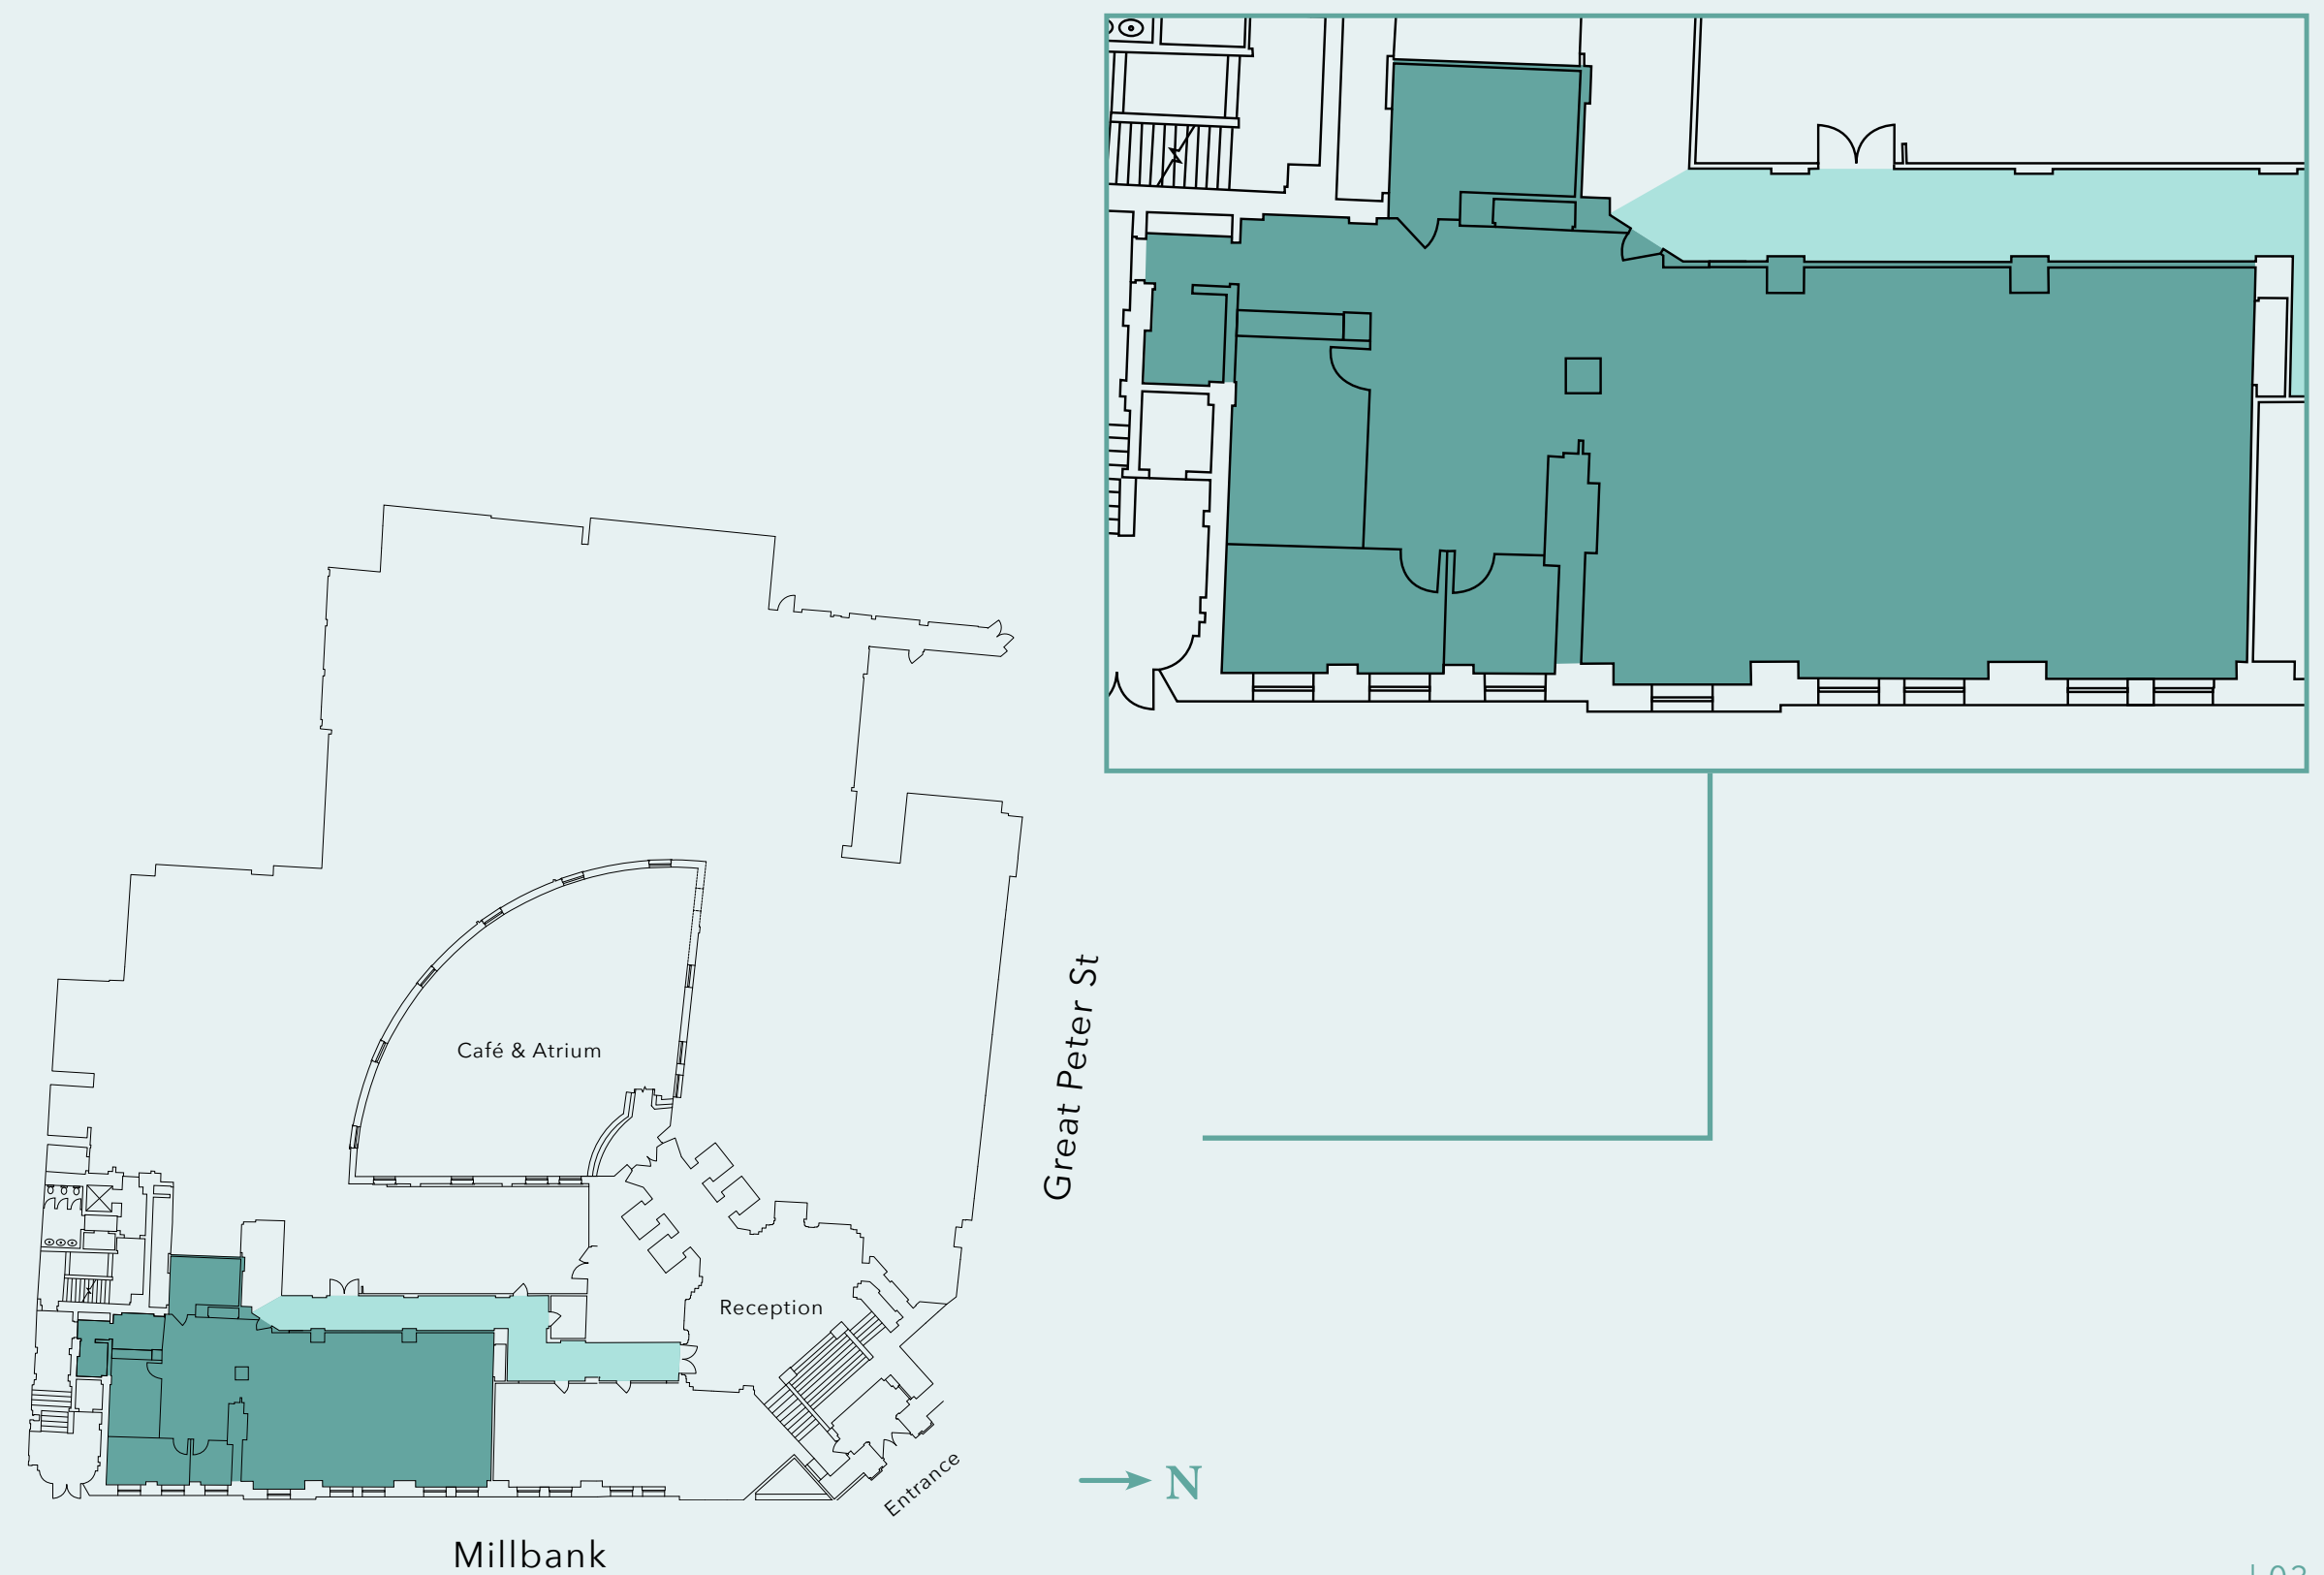 Café & Atrium
Great Peter St
Reception
Entrance
N
Millbank